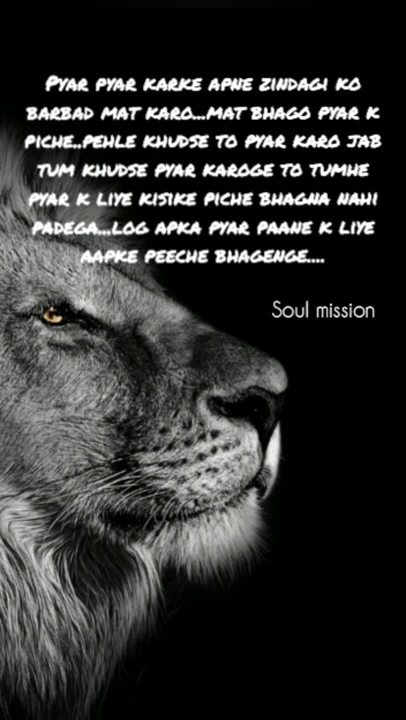 Pyar pyar karke apne zindagi ko
barbad mat karo...mat bhago pyar k
piche..pehle khudse to pyar karo jab
tum khudse pyar karoge to tumhe
pyar k liye kisike piche bhagna nahi
padega...log apka pyar paane k liye
aapke peeche bhagenge....
Soul mission